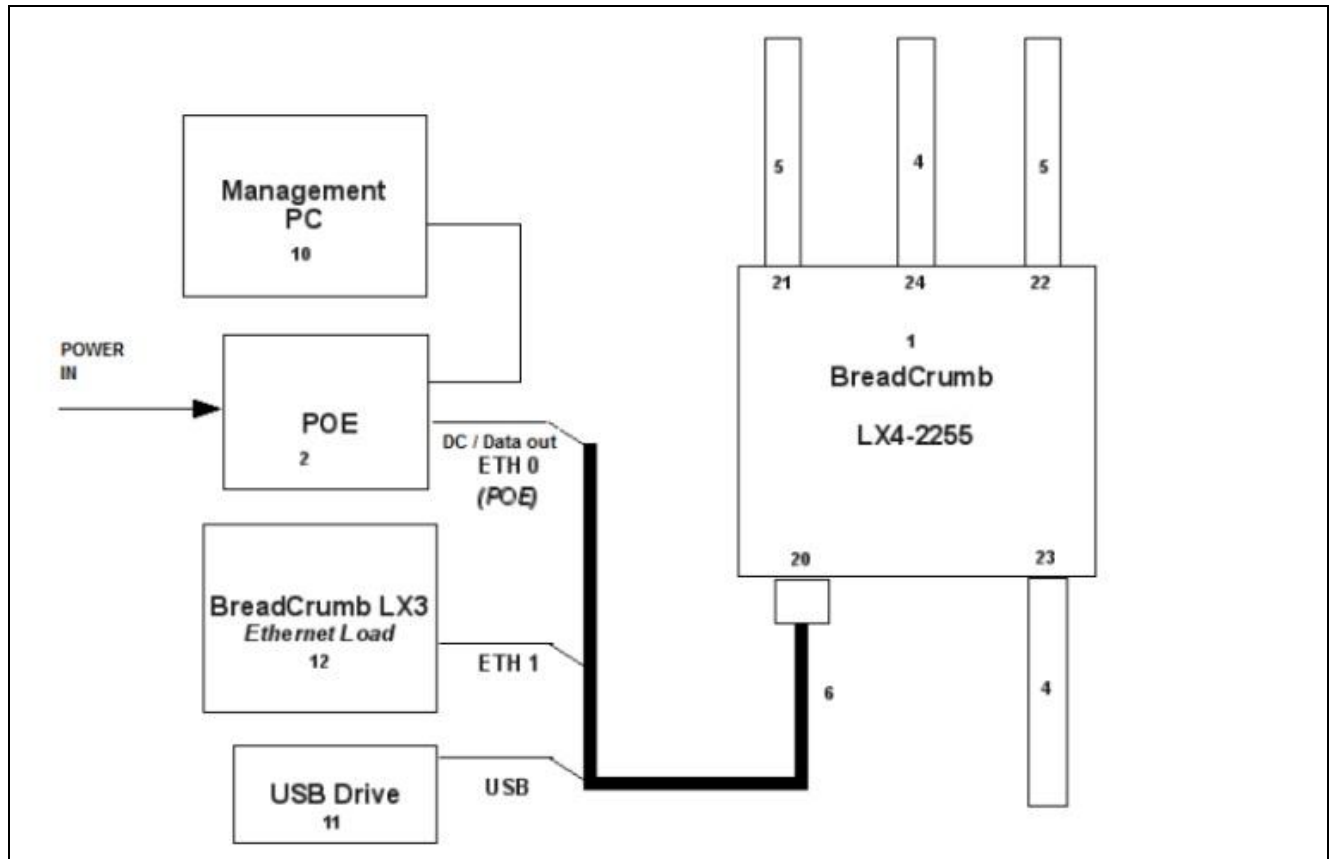 Management
PC
10
POWER
IN
POE
2
DC / Data out
ETH 0
(POE)
BreadCrumb LX3
Ethernet Load
12
ETH 1
USB Drive
11
USB
5
4
5
21
24
22
1
BreadCrumb
LX4-2255
20
23
6
4